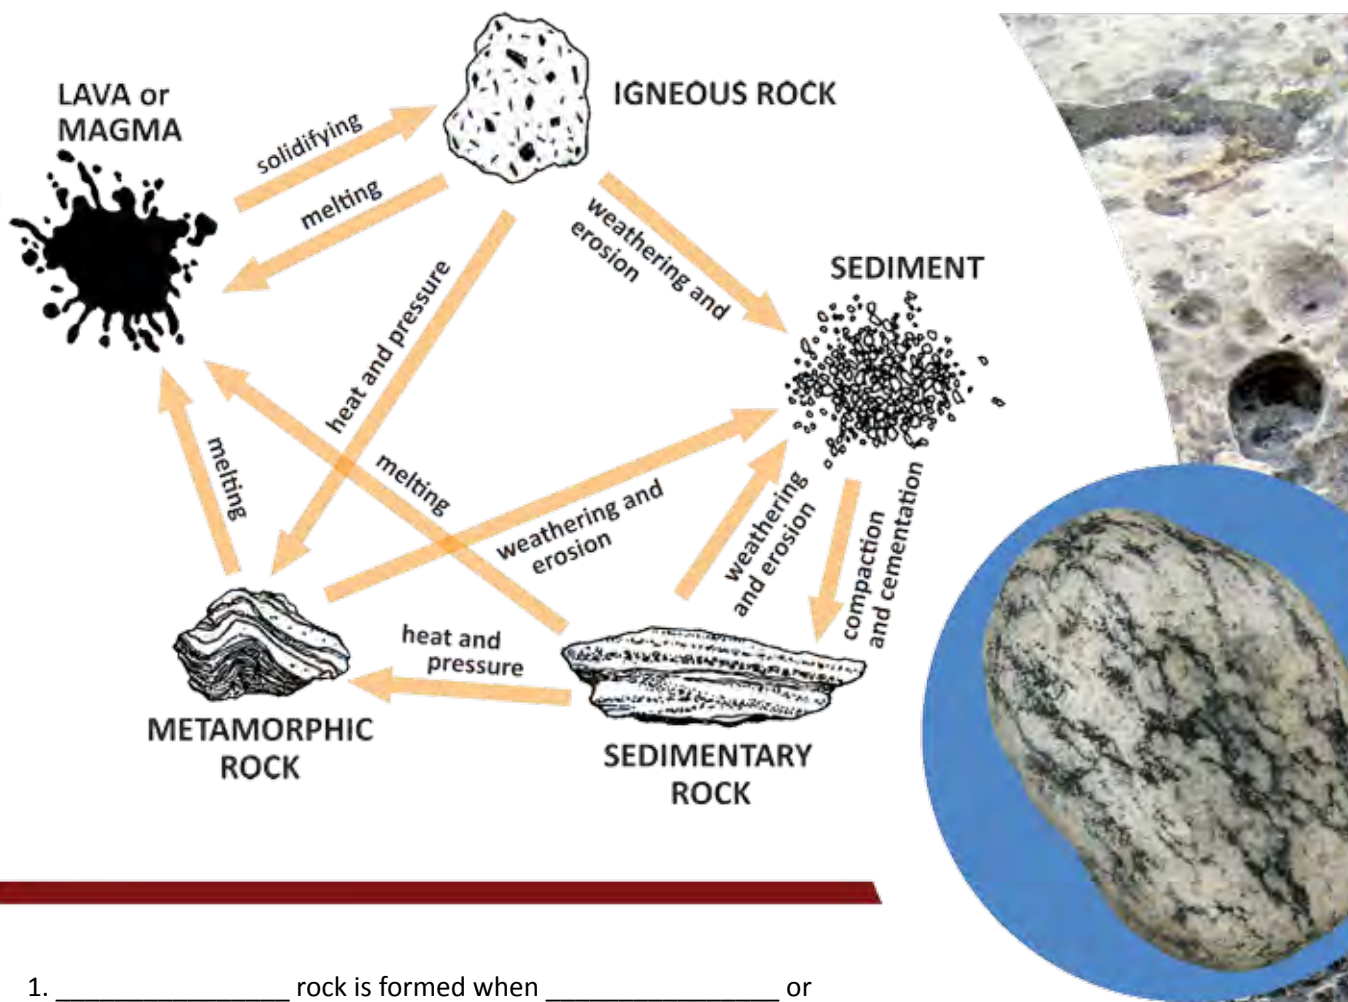 LAVA or
MAGMA
solidifying
IGNEOUS ROCK
melting
weathering and
erosion
SEDIMENT
heat and pressure
melting
melting
weathering and
erosion
weathering
and erosion
compaction
and cementation
heat and
pressure
METAMORPHIC
ROCK
SEDIMENTARY
ROCK
1. _________________ rock is formed when _________________ or